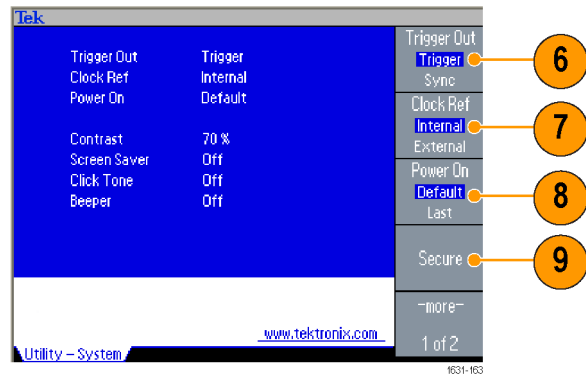 Tek
Trigger Out Trigger
Clock Ref Internal
Power On Default
Contrast 70 %
Screen Saver Off
Click Tone Off
Beeper Off
www.tektronix.com
Utility – System
Trigger Out
Trigger
Sync
Clock Ref
Internal
External
Power On
Default
Last
Secure
-more-
1 of 2
6
7
8
9
1631-163